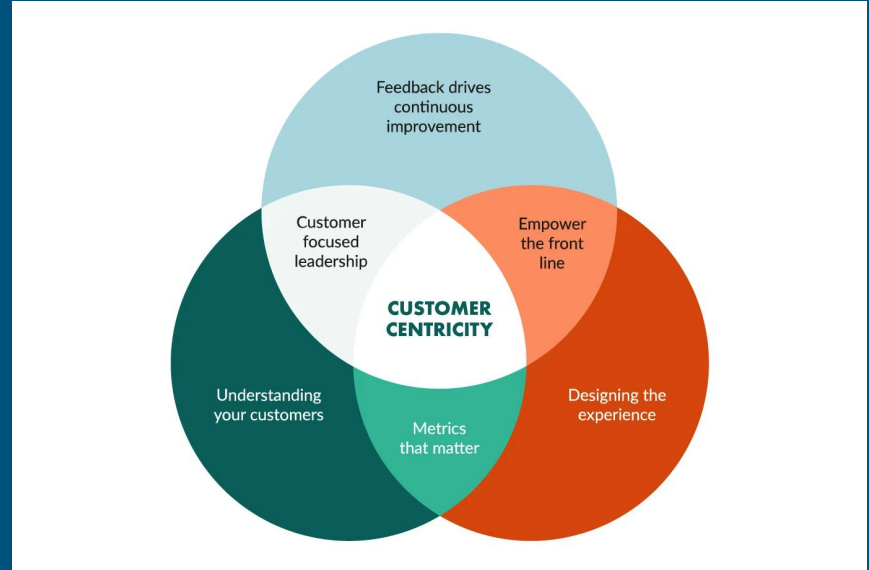 Feedback drives
continuous
improvement
Customer
focused
leadership
Empower
the front
line
CUSTOMER
CENTRICITY
Understanding
your customers
Designing the
experience
Metrics
that matter